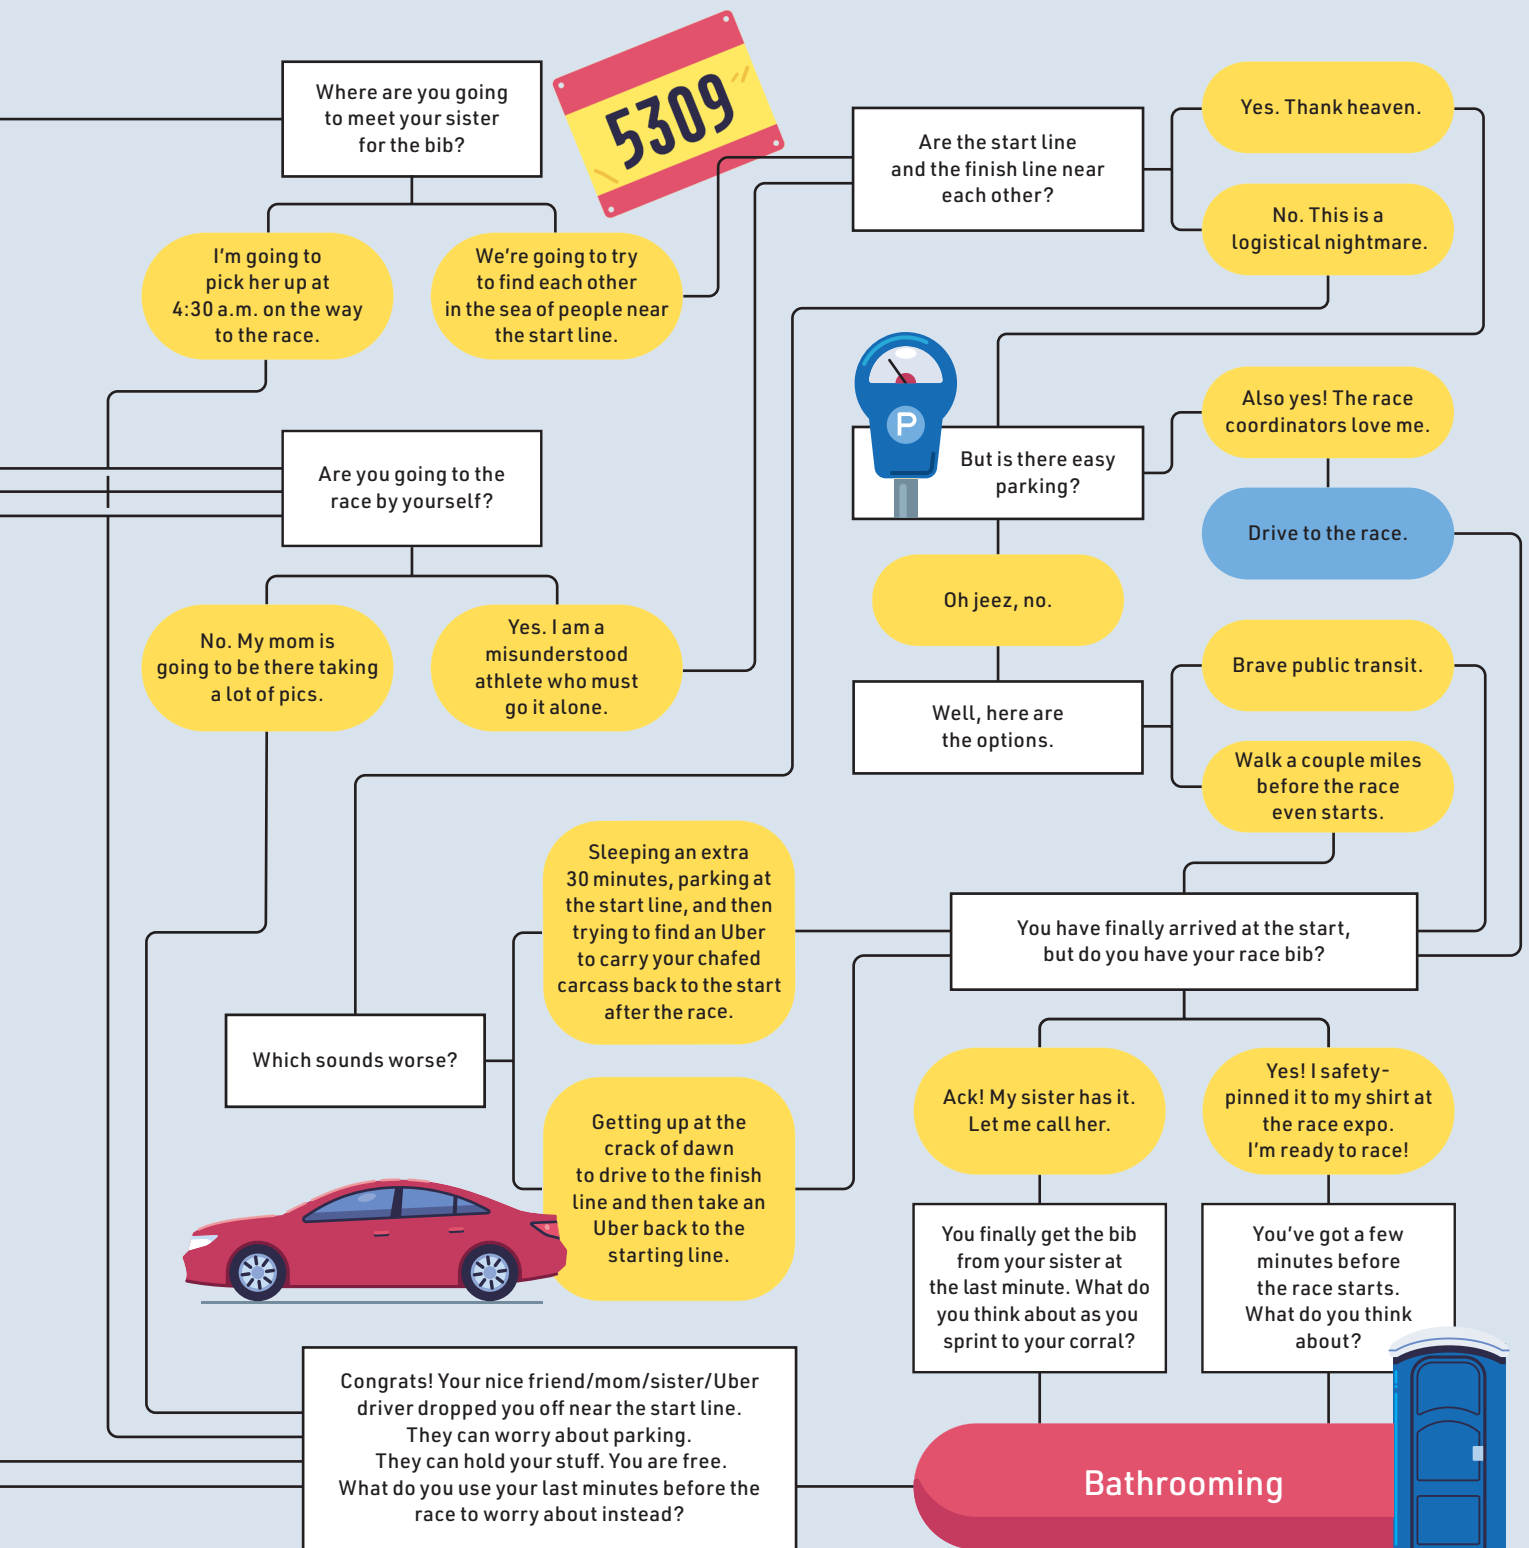 Where are you going
to meet your sister
for the bib?
5309
I'm going to
pick her up at
4:30 a.m. on the way
to the race.
We're going to try
to find each other
in the sea of people near
the start line.
Are the start line
and the finish line near
each other?
Yes. Thank heaven.
No. This is a
logistical nightmare.
Are you going to the
race by yourself?
No. My mom is
going to be there taking
a lot of pics.
Yes. I am a
misunderstood
athlete who must
go it alone.
P
But is there easy
parking?
Also yes! The race
coordinators love me.
Drive to the race.
Oh jeez, no.
Well, here are
the options.
Brave public transit.
Walk a couple miles
before the race
even starts.
Which sounds worse?
Sleeping an extra
30 minutes, parking at
the start line, and then
trying to find an Uber
to carry your chafed
carcass back to the start
after the race.
Getting up at the
crack of dawn
to drive to the finish
line and then take an
Uber back to the
starting line.
You have finally arrived at the start,
but do you have your race bib?
Ack! My sister has it.
Let me call her.
Yes! I safety-
pinned it to my shirt at
the race expo.
I'm ready to race!
You finally get the bib
from your sister at
the last minute. What do
you think about as you
sprint to your corral?
You've got a few
minutes before
the race starts.
What do you think
about?
Congrats! Your nice friend/mom/sister/Uber
driver dropped you off near the start line.
They can worry about parking.
They can hold your stuff. You are free.
What do you use your last minutes before the
race to worry about instead?
Bathrooming